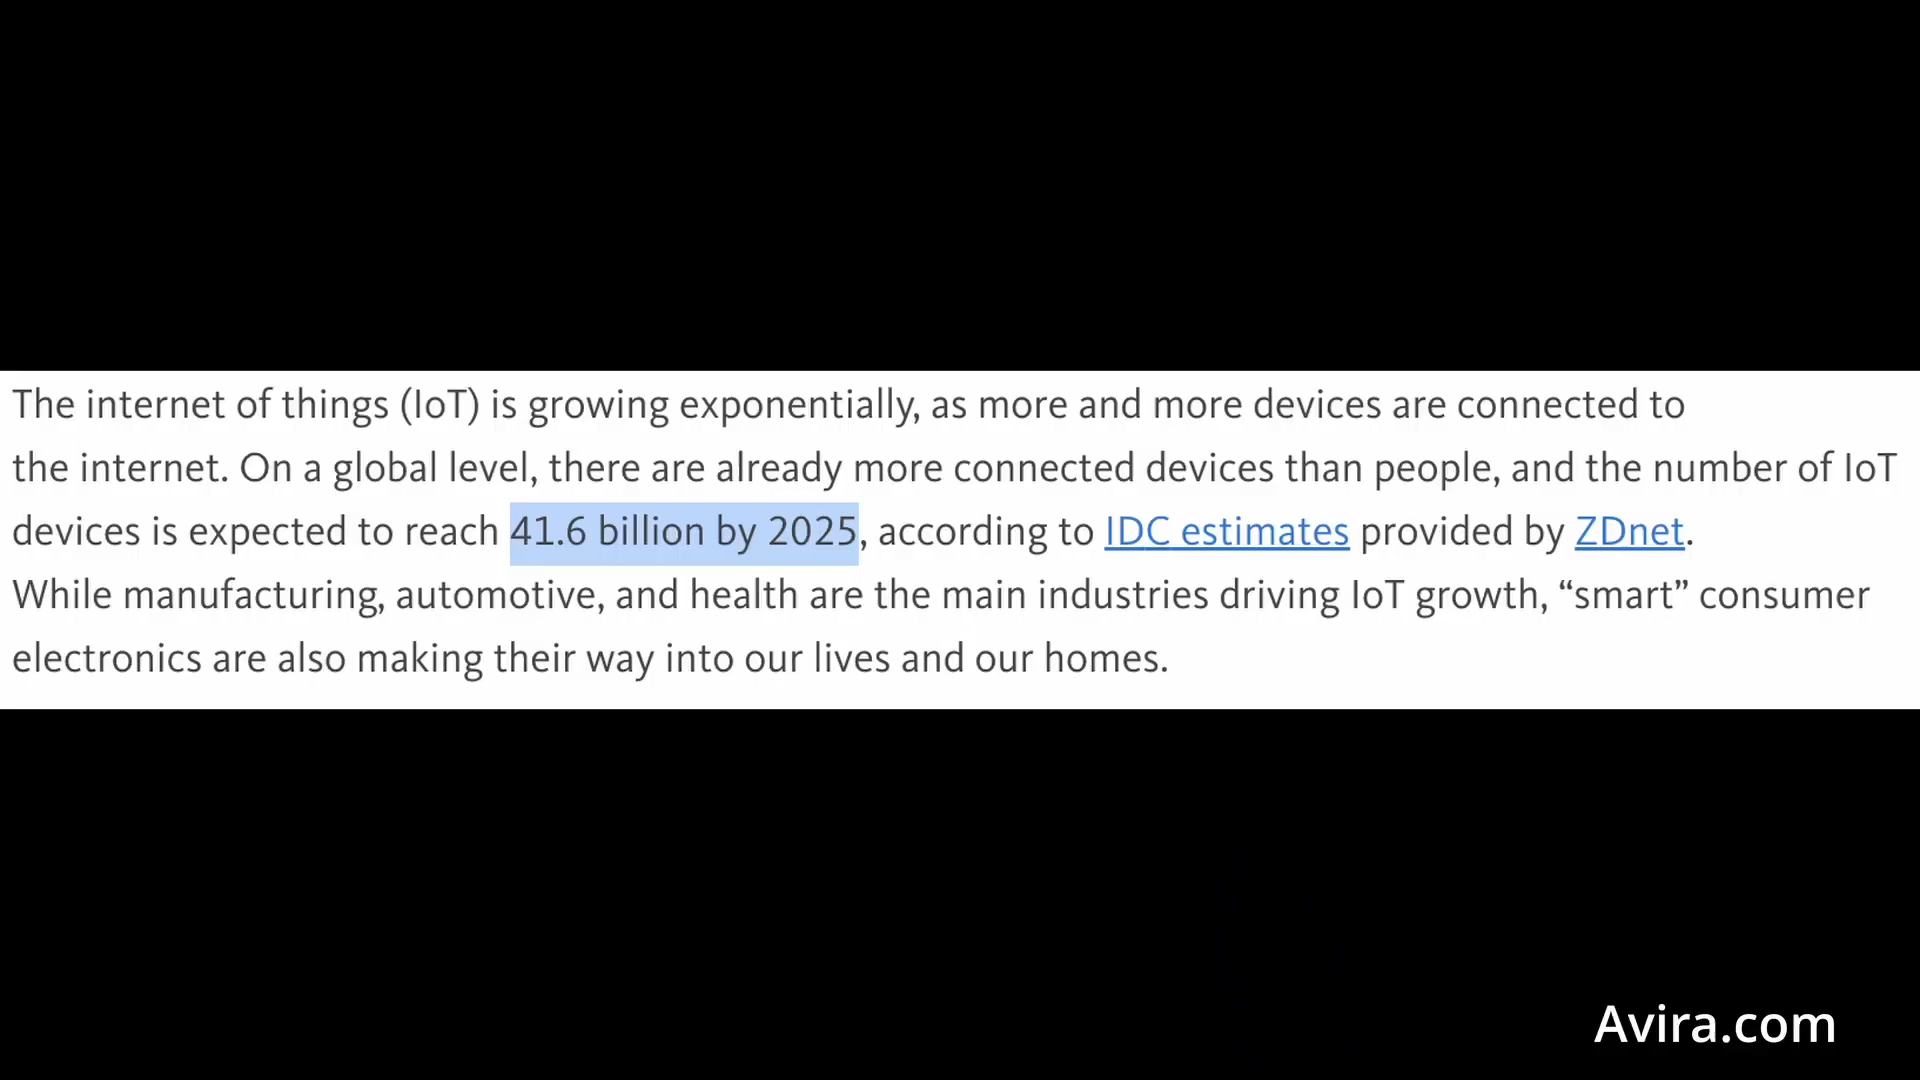 The internet of things (IoT) is growing exponentially, as more and more devices are connected to
the internet. On a global level, there are already more connected devices than people, and the number of IoT
devices is expected to reach 41.6 billion by 2025, according to IDC estimates provided by ZDnet.
While manufacturing, automotive, and health are the main industries driving IoT growth, “smart” consumer
electronics are also making their way into our lives and our homes.
Avira.com